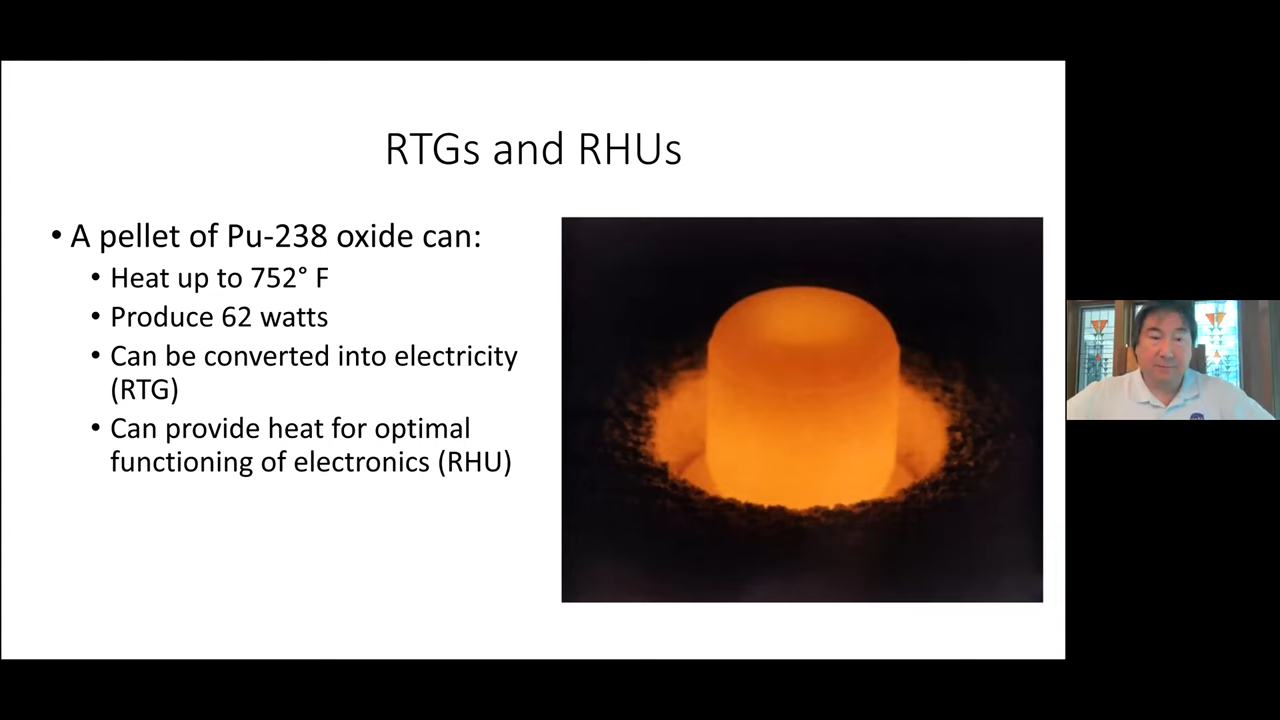 RTGs and RHUs
• A pellet of Pu-238 oxide can:
• Heat up to 752° F
• Produce 62 watts
• Can be converted into electricity
(RTG)
• Can provide heat for optimal
functioning of electronics (RHU)